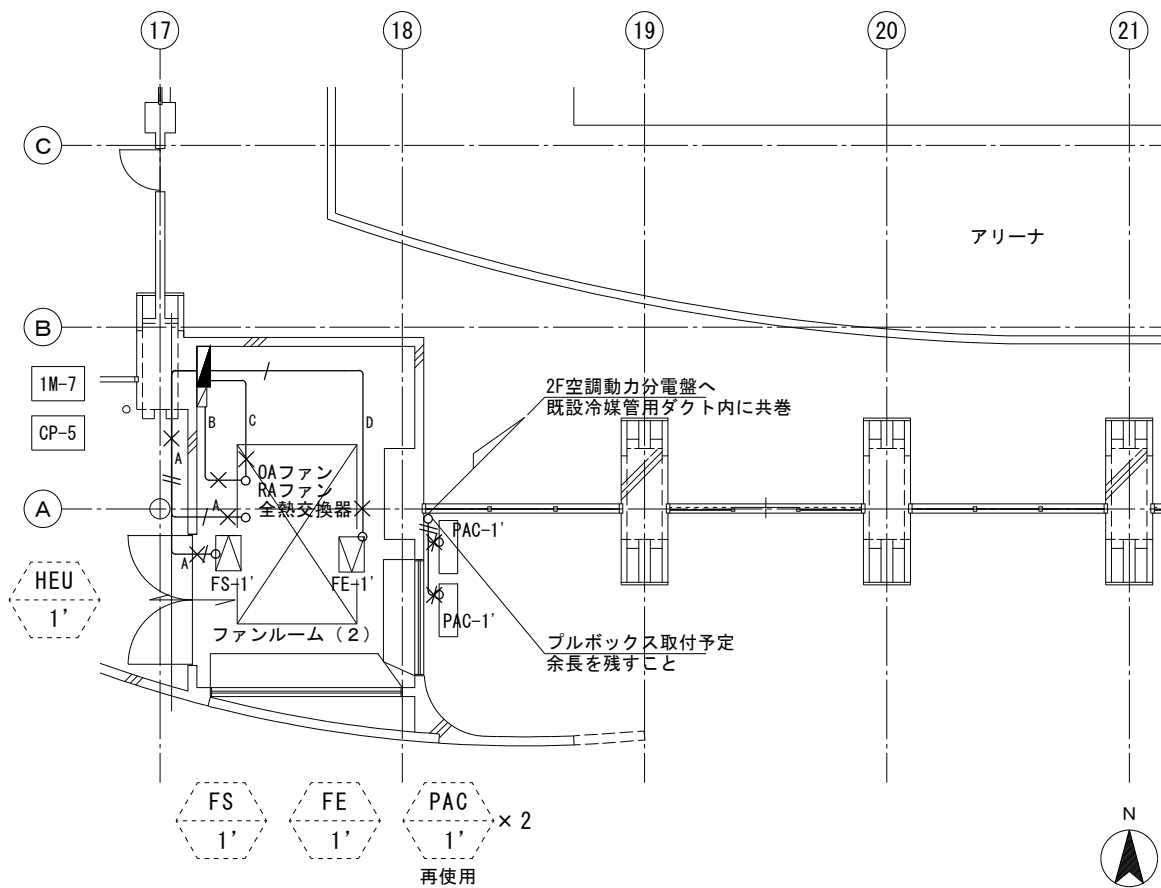 17
18
19
20
21
C
アリーナ
B
1M-7
CP-5
2F空調動力分電盤へ
既設冷媒管用ダクト内に共巻
B
C
D
A
OAファン
RAファン
全熱交換器
A
A
A
PAC-1'
FS-1'
FE-1'
PAC-1'
HEU
1'
ファンルーム（2）
プルボックス取付予定
余長を残すこと
FS
1'
FE
1'
PAC
1'
×2
再使用
N